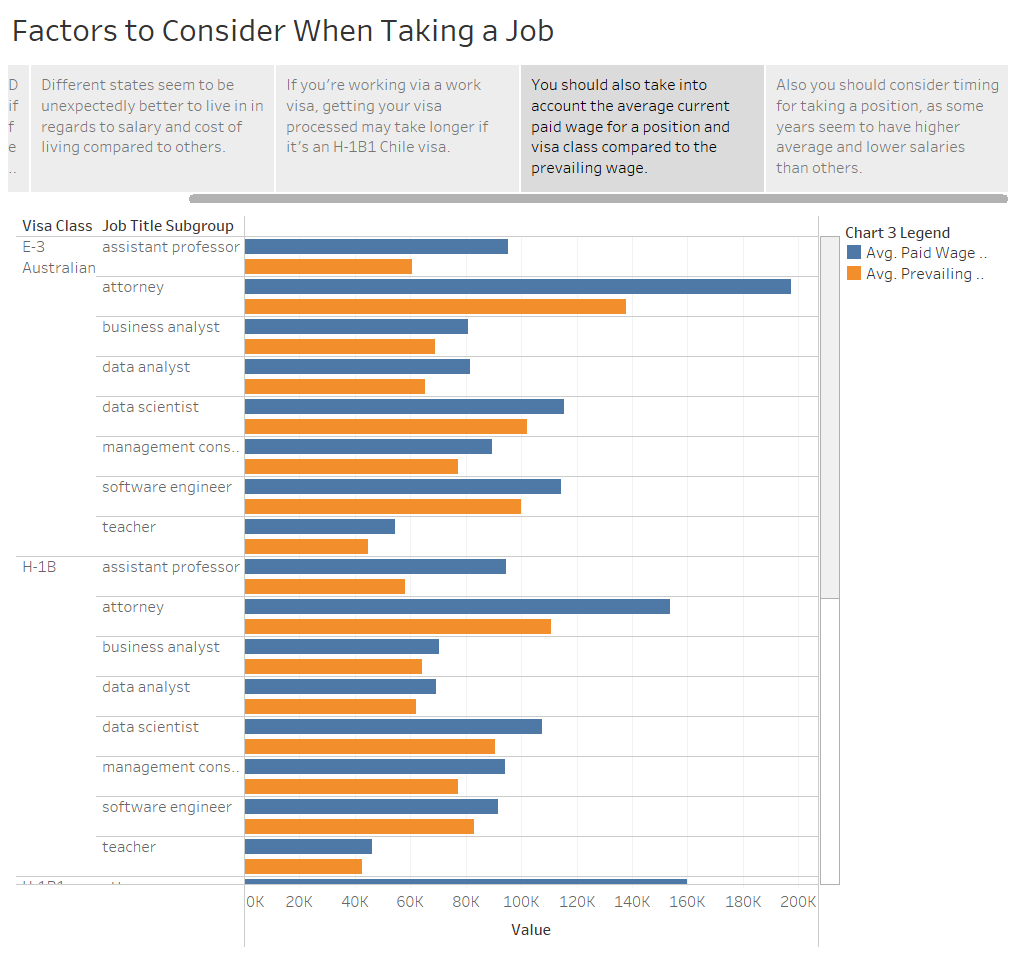 Factors to Consider When Taking a Job
D
if
f
e
..
Different states seem to be
unexpectedly better to live in in
regards to salary and cost of
living compared to others.
If you're working via a work
visa, getting your visa
processed may take longer if
it's an H-1B1 Chile visa.
You should also take into
account the average current
paid wage for a position and
visa class compared to the
prevailing wage.
Also you should consider timing
for taking a position, as some
years seem to have higher
average and lower salaries
than others.
Visa Class Job Title Subgroup
E-3
Australian
assistant professor
attorney
business analyst
data analyst
data scientist
management cons..
software engineer
teacher
H-1B
assistant professor
attorney
business analyst
data analyst
data scientist
management cons..
software engineer
teacher
0K 20K 40K 60K 80K 100K 120K 140K 160K 180K 200K
Value
Chart 3 Legend
Avg. Paid Wage ..
Avg. Prevailing ..